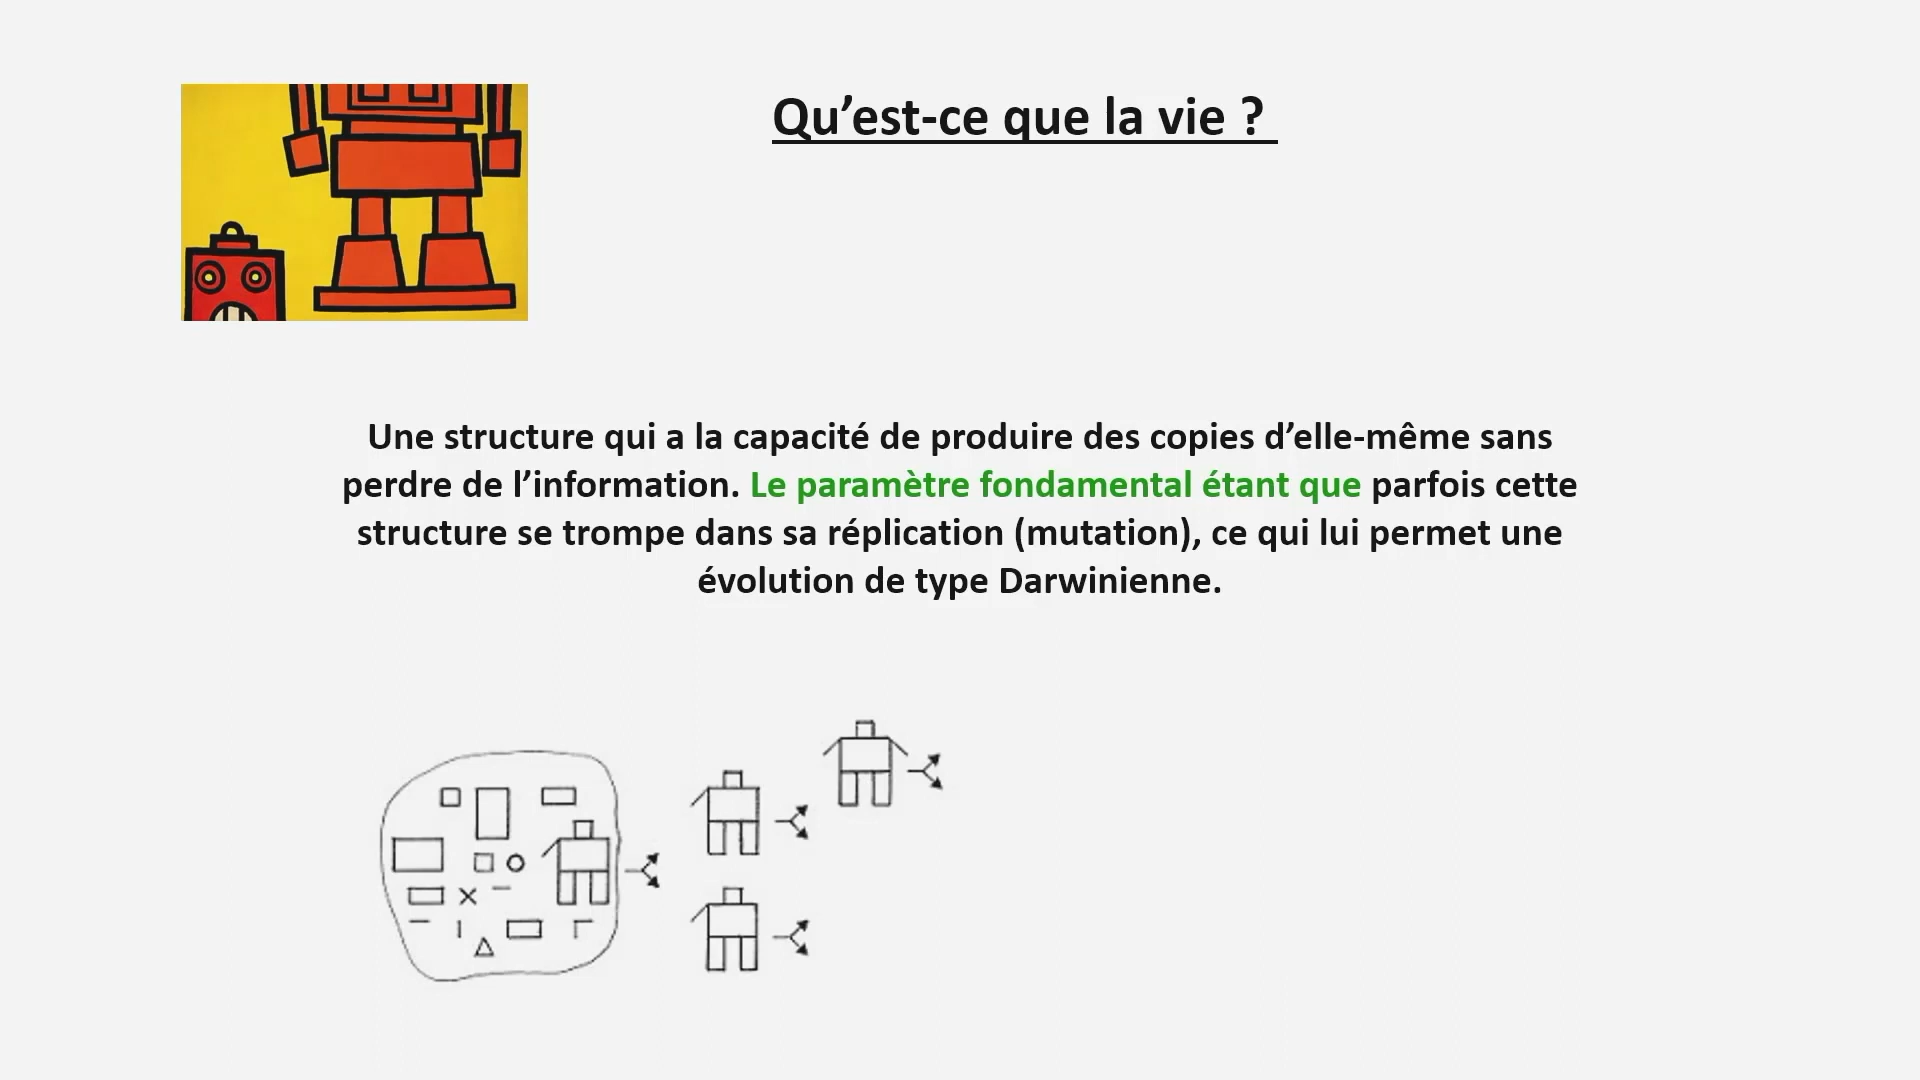 Qu’est-ce que la vie ?
Une structure qui a la capacité de produire des copies d’elle-même sans
perdre de l’information. Le paramètre fondamental étant que parfois cette
structure se trompe dans sa réplication (mutation), ce qui lui permet une
évolution de type Darwinienne.